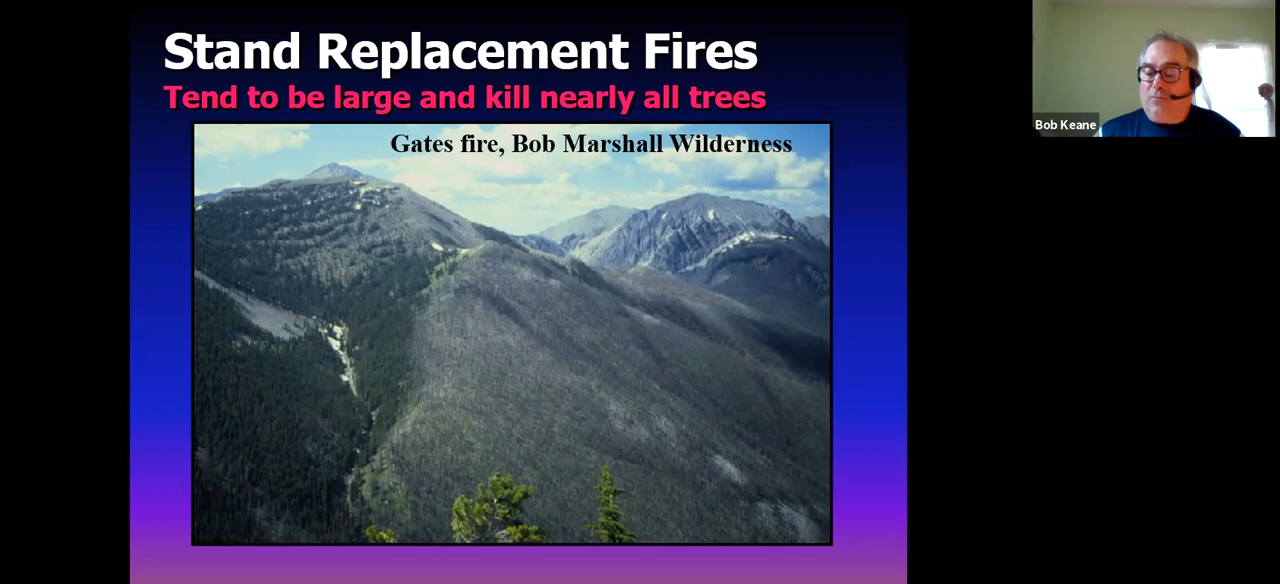 Stand Replacement Fires
Tend to be large and kill nearly all trees
Gates fire, Bob Marshall Wilderness
Bob Keane